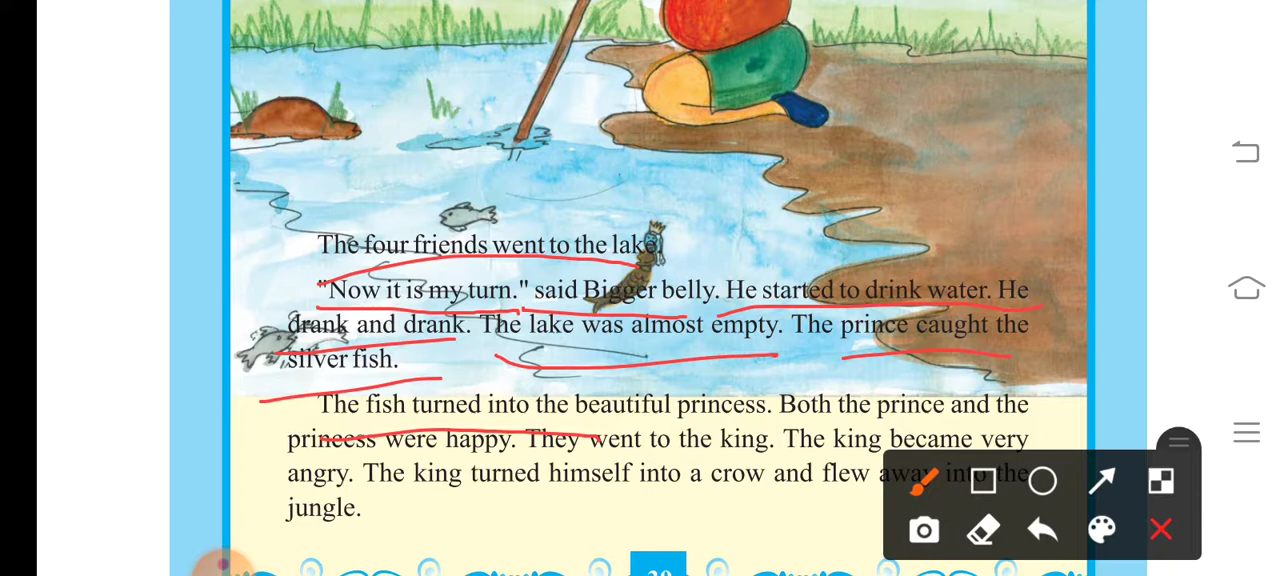 The four friends went to the lake.
"Now it is my turn." said Bigger belly. He started to drink water. He
drank and drank. The lake was almost empty. The prince caught the
silver fish.
The fish turned into the beautiful princess. Both the prince and the
princess were happy. They went to the king. The king became very
angry. The king turned himself into a crow and flew away into the
jungle.